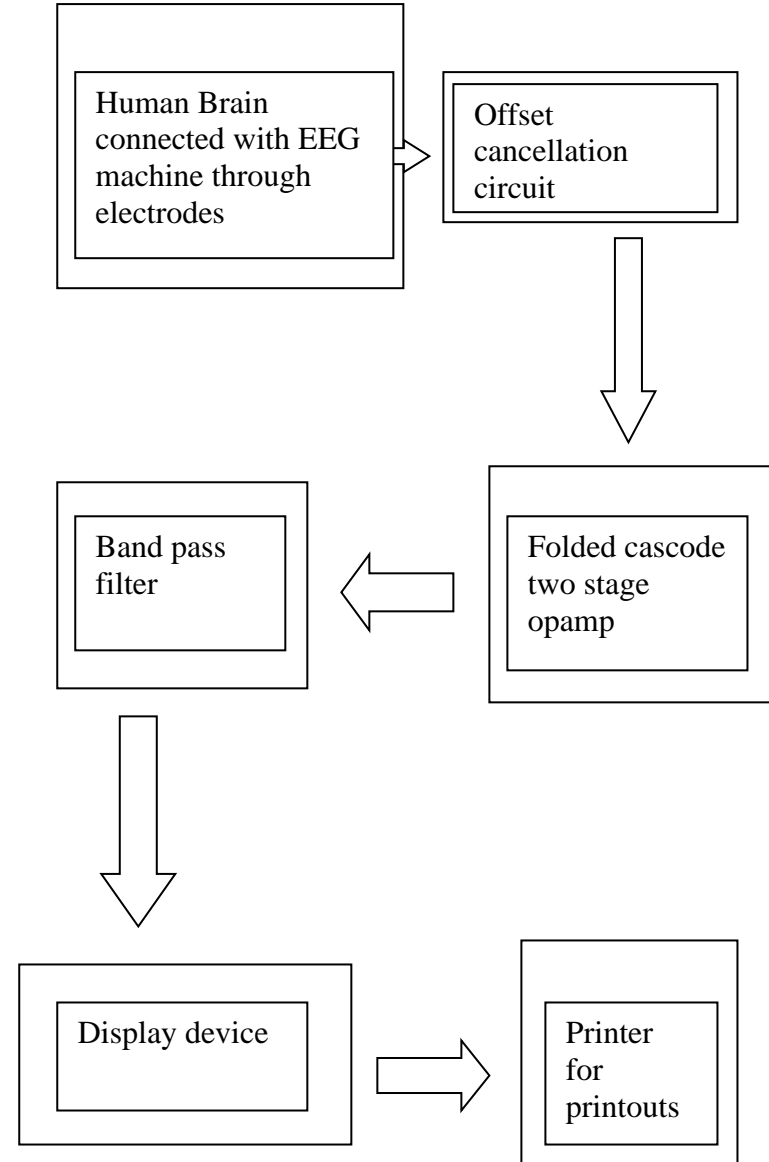 Human Brain
connected with EEG
machine through
electrodes
Offset
cancellation
circuit
Folded cascode
two stage
opamp
Band pass
filter
Display device
Printer
for
printouts